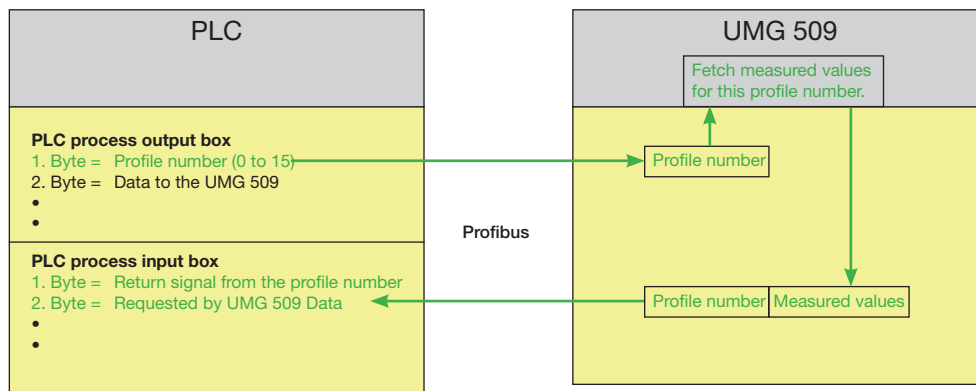 PLC
PLC process output box
1. Byte = Profile number (0 to 15)
2. Byte = Data to the UMG 509
•
•
PLC process input box
1. Byte = Return signal from the profile number
2. Byte = Requested by UMG 509 Data
•
•
Profibus
UMG 509
Fetch measured values
for this profile number.
Profile number
Profile number Measured values